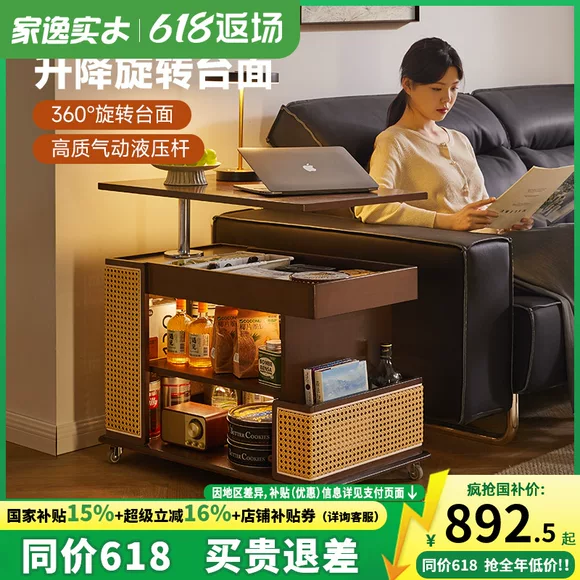 家逸实木 618返场
升降旋转台面
360°旋转台面
高质气动液压杆
BUTTER COOKIES
因地区差异,补贴(优惠)信息详见支付页面↓
国家补贴15%+超级立减16%+店铺补贴券(详询客服)
疯抢国补价:
¥892.5起
同价618 买贵退差
同价618 抢全年低价!!